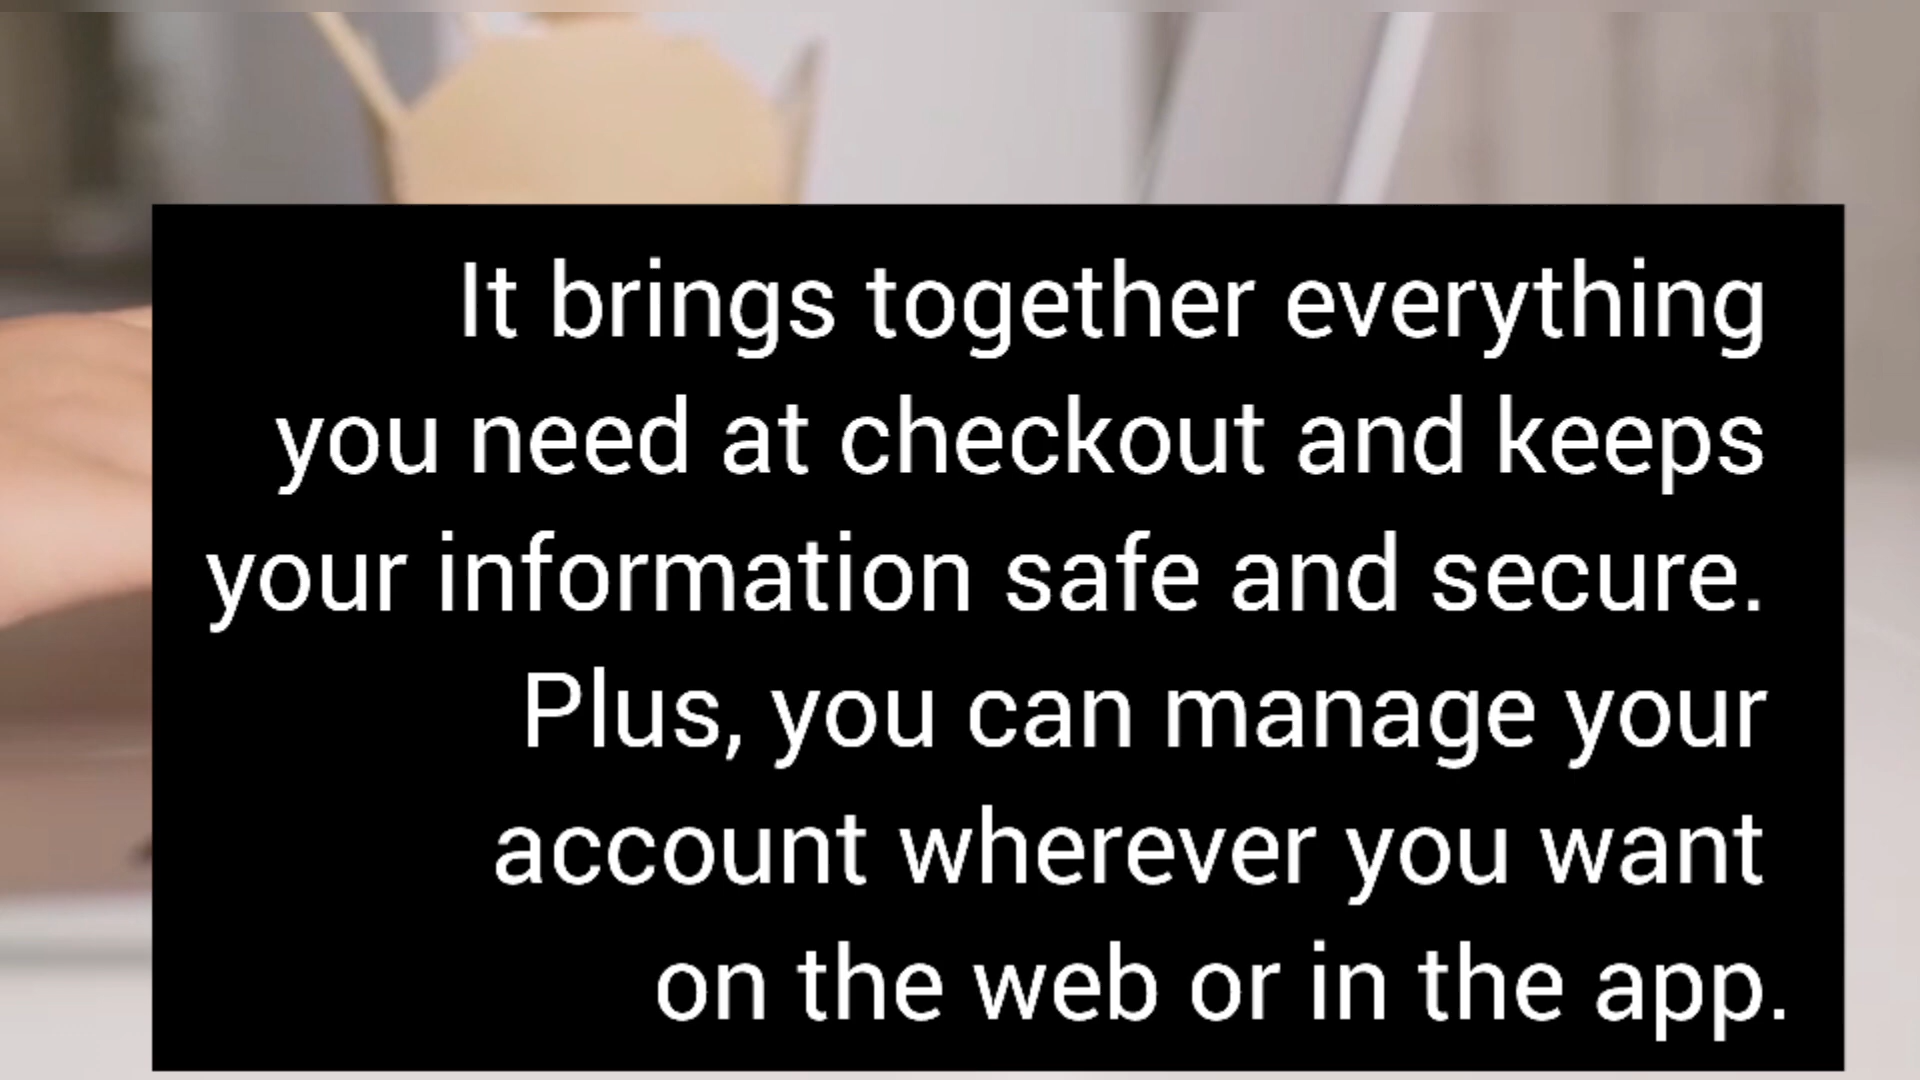 It brings together everything
you need at checkout and keeps
your information safe and secure.
Plus, you can manage your
account wherever you want
on the web or in the app.